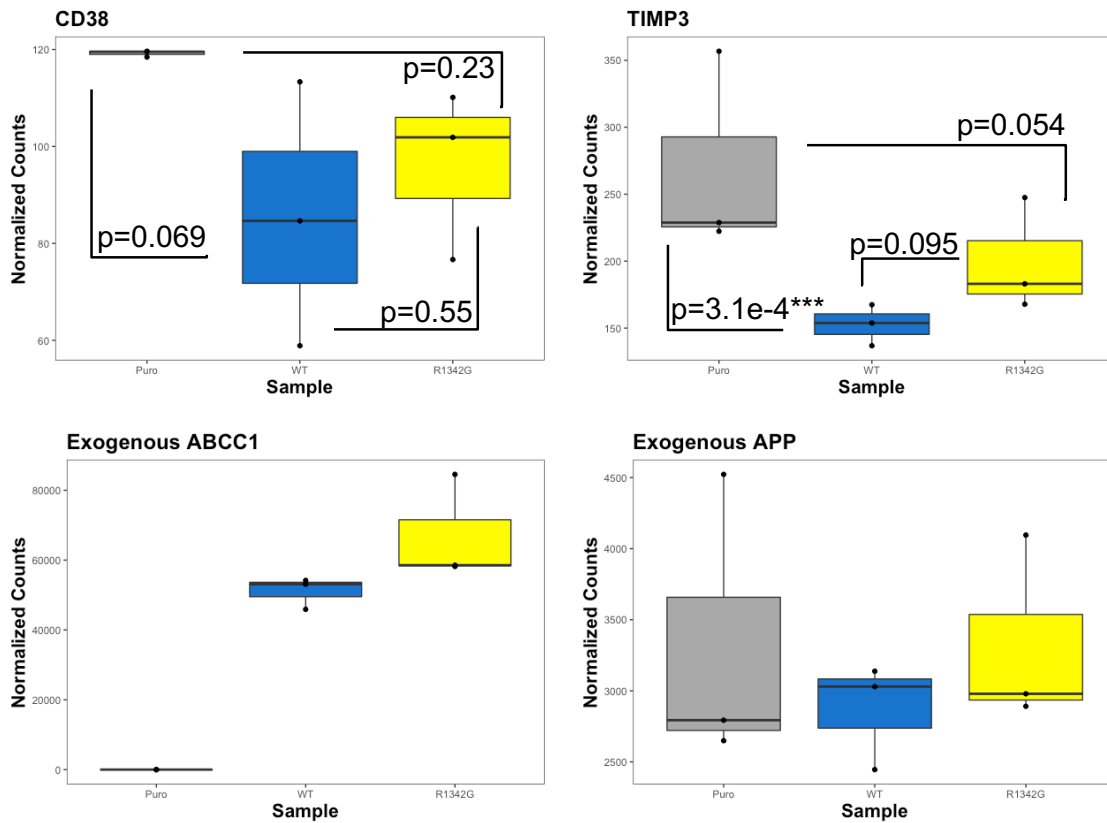 CD38
Normalized Counts
120
100
80
60
p=0.23
p=0.069
p=0.55
Puro
WT
R1342G
Sample
TIMP3
Normalized Counts
350
300
250
200
150
p=0.054
p=0.095
p=3.1e-4***
Puro
WT
R1342G
Sample
Exogenous ABCC1
Normalized Counts
80000
60000
40000
20000
0
Puro
WT
R1342G
Sample
Exogenous APP
Normalized Counts
4500
4000
3500
3000
2500
Puro
WT
R1342G
Sample